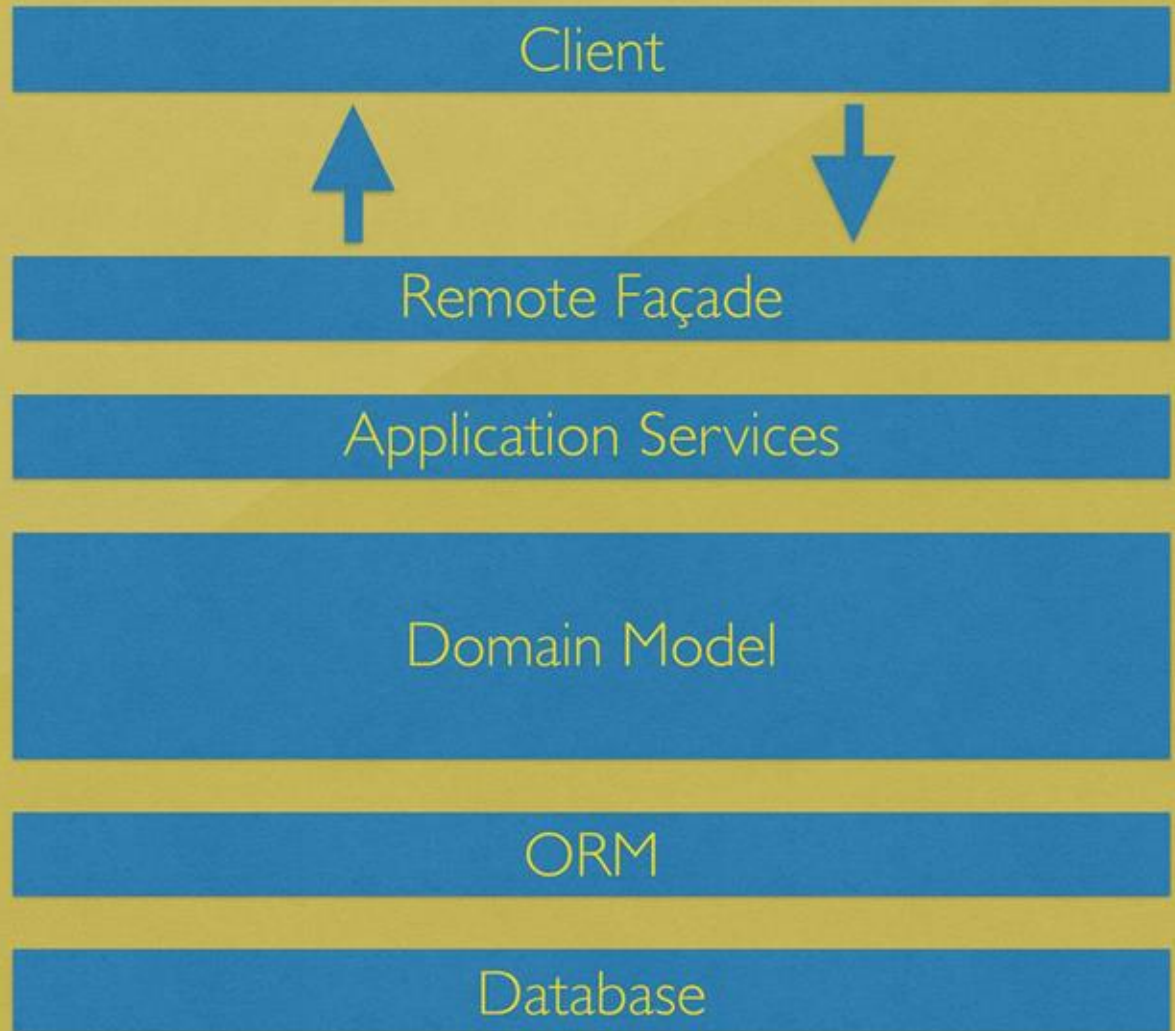 Client
Remote Façade
Application Services
Domain Model
ORM
Database